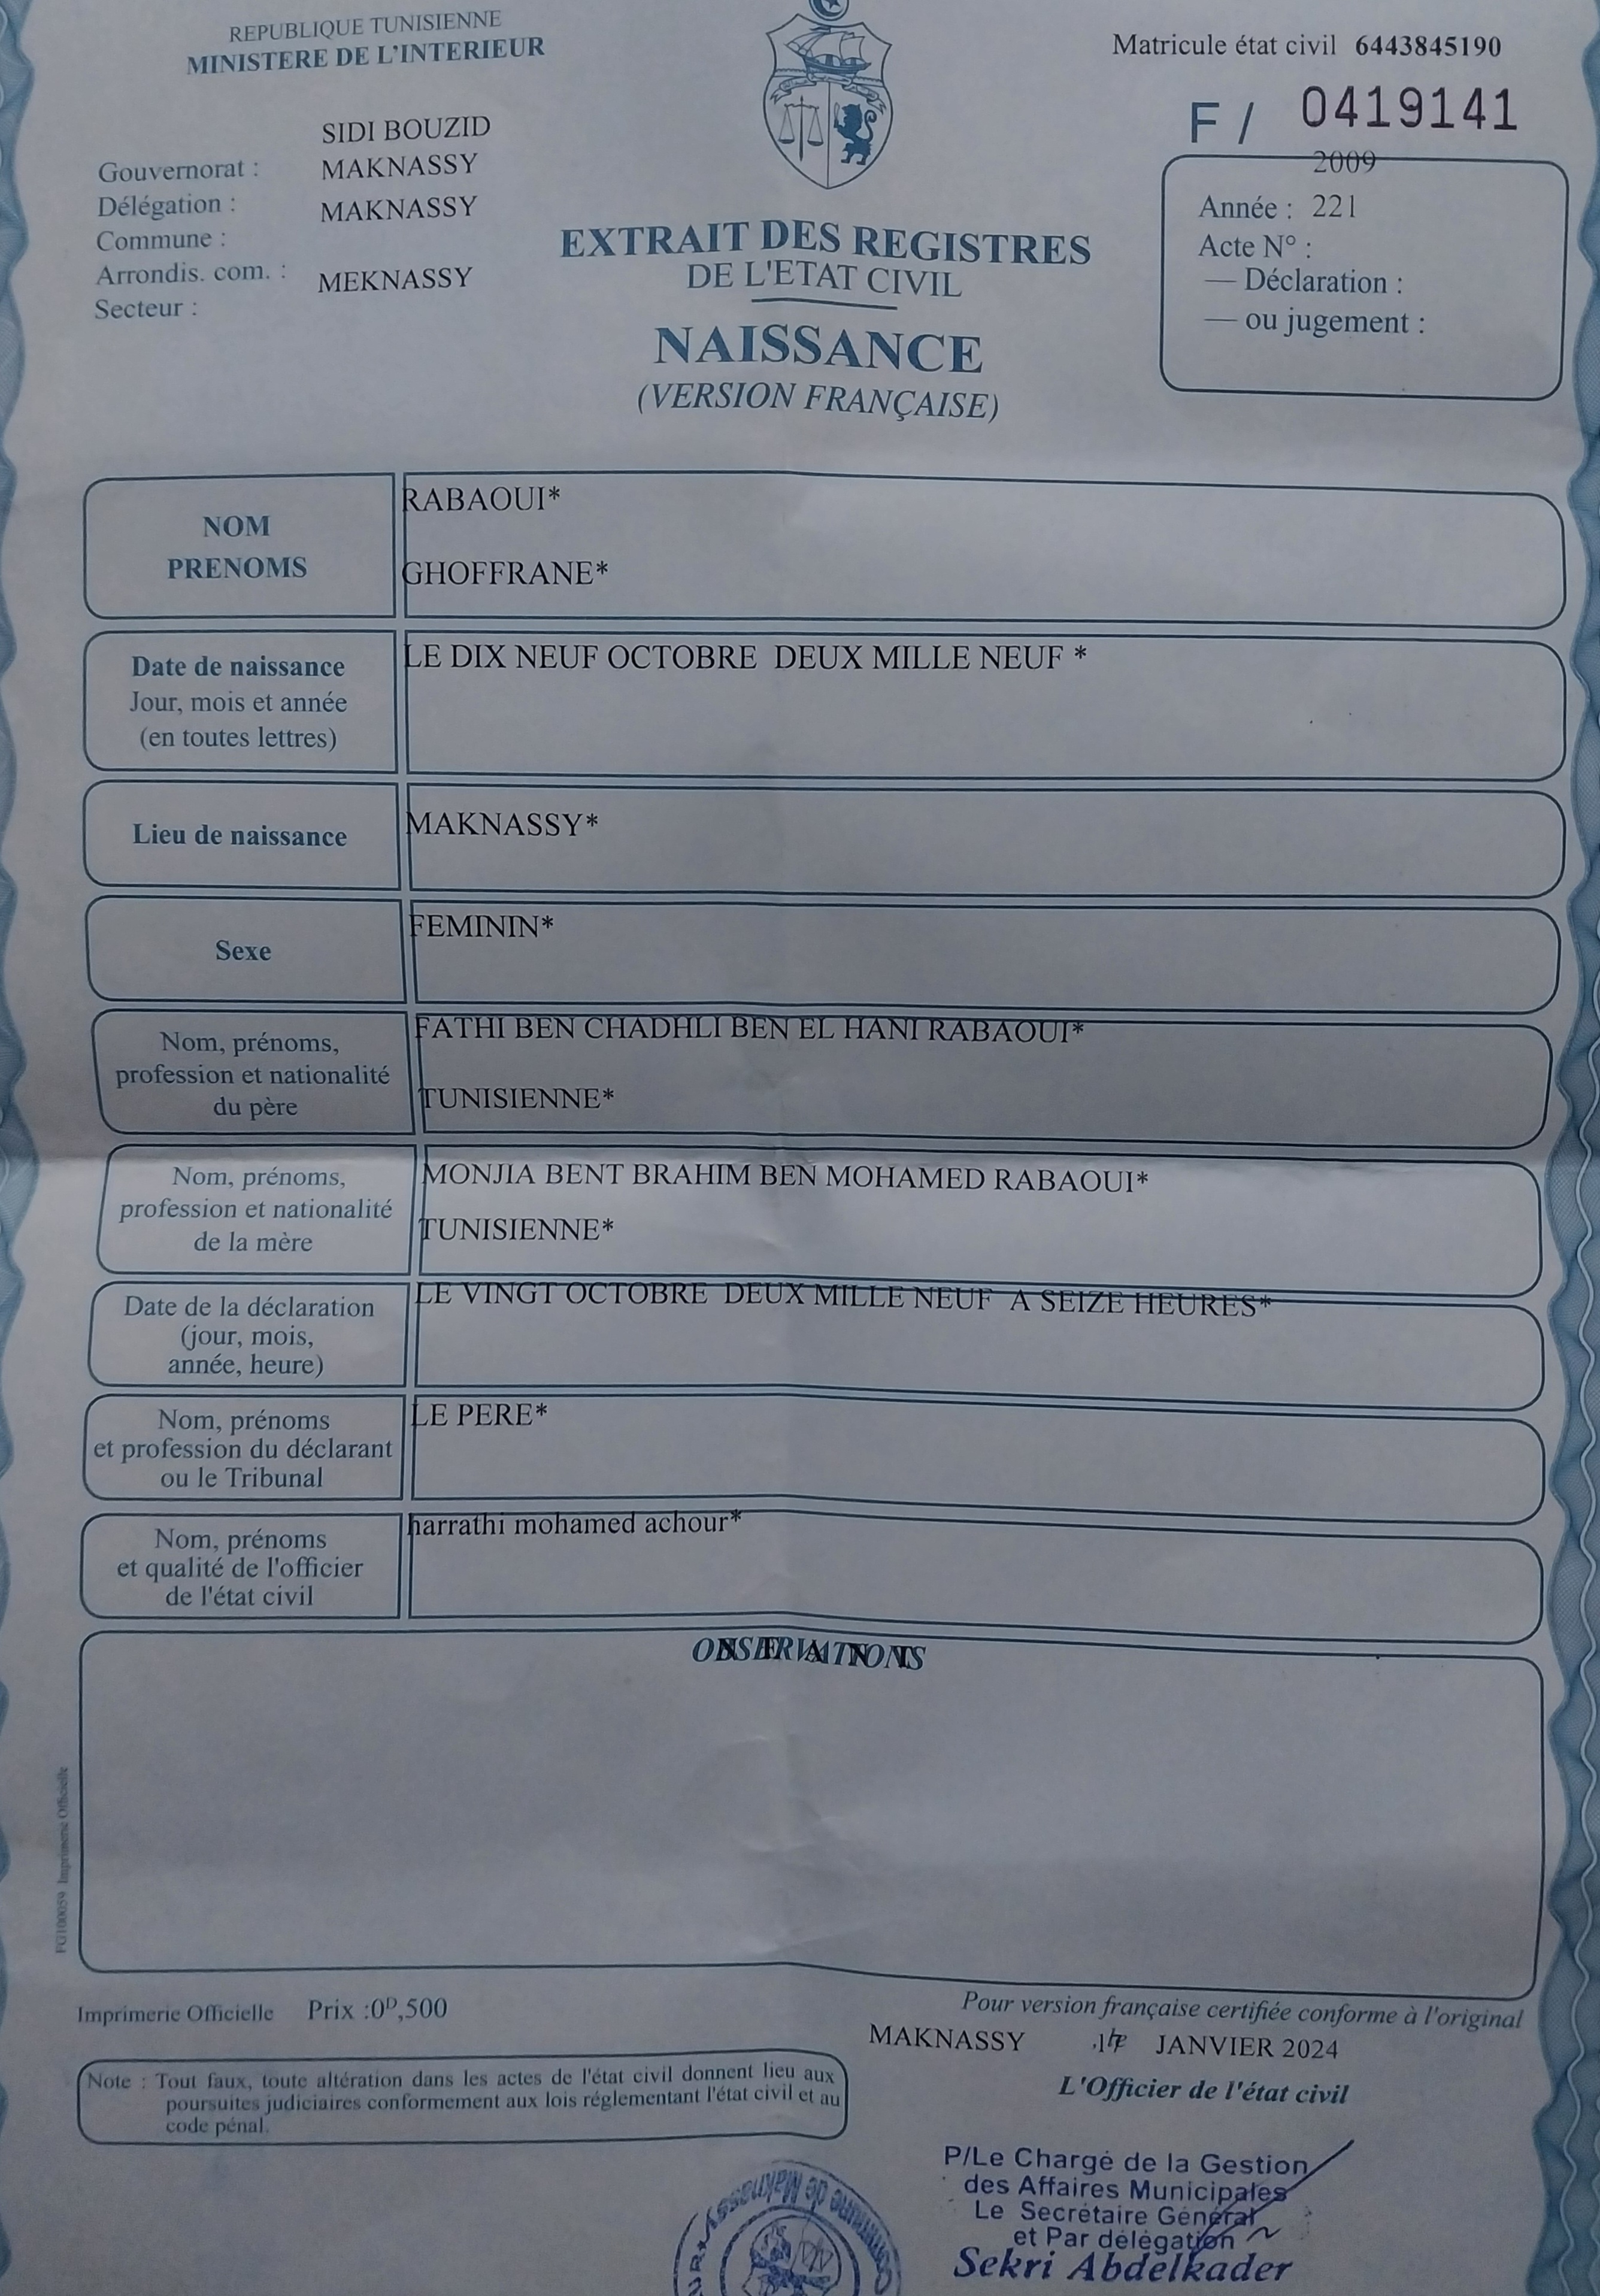 REPUBLIQUE TUNISIENNE
MINISTERE DE L'INTERIEUR
Matricule état civil 6443845190
F / 0419141
SIDI BOUZID
Gouvernorat : MAKNASSY
Délégation : MAKNASSY
Commune :
Arrondis. com. : MEKNASSY
Secteur :
2009
Année : 221
Acte N° :
— Déclaration :
— ou jugement :
EXTRAIT DES REGISTRES
DE L'ETAT CIVIL
NAISSANCE
(VERSION FRANÇAISE)
NOM
PRENOMS
RABAOUI*
GHOFFRANE*
Date de naissance
Jour, mois et année
(en toutes lettres)
LE DIX NEUF OCTOBRE DEUX MILLE NEUF *
Lieu de naissance
MAKNASSY*
Sexe
FEMININ*
Nom, prénoms,
profession et nationalité
du père
FATHI BEN CHADHLI BEN EL HANI RABAOUI*
TUNISIENNE*
Nom, prénoms,
profession et nationalité
de la mère
MONJIA BENT BRAHIM BEN MOHAMED RABAOUI*
TUNISIENNE*
Date de la déclaration
(jour, mois,
année, heure)
LE VINGT OCTOBRE DEUX MILLE NEUF A SEIZE HEURES*
Nom, prénoms
et profession du déclarant
ou le Tribunal
LE PERE*
Nom, prénoms
et qualité de l'officier
de l'état civil
harrathi mohamed achour*
OBSERVATIONS
N E A N T
FG100059 Imprimerie Officielle
Imprimerie Officielle Prix :0ᴰ,500
Pour version française certifiée conforme à l'original
MAKNASSY JANVIER 2024
L'Officier de l'état civil
Note : Tout faux, toute altération dans les actes de l'état civil donnent lieu aux
poursuites judiciaires conformement aux lois réglementant l'état civil et au
code pénal.
P/Le Chargé de la Gestion
des Affaires Municipales
Le Secrétaire Général
et Par délégation
Sekri Abdelkader
Commune de Maknassy